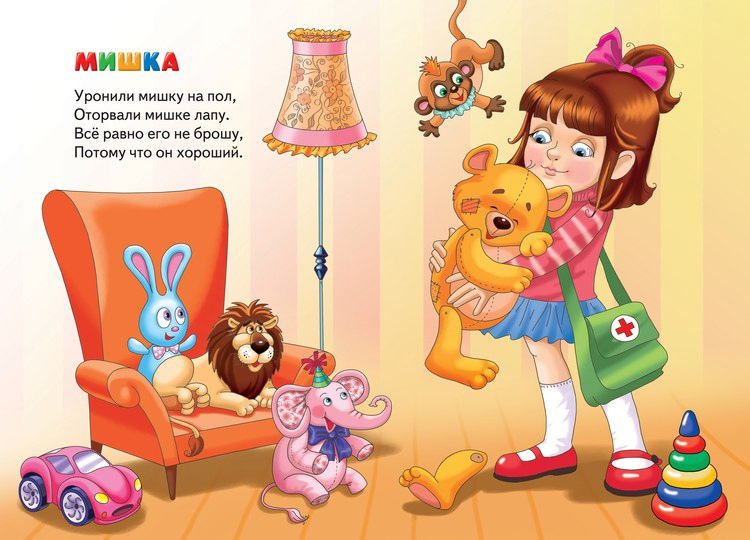 МИШКА
Уронили мишку на пол,
Оторвали мишке лапу.
Всё равно его не брошу,
Потому что он хороший.